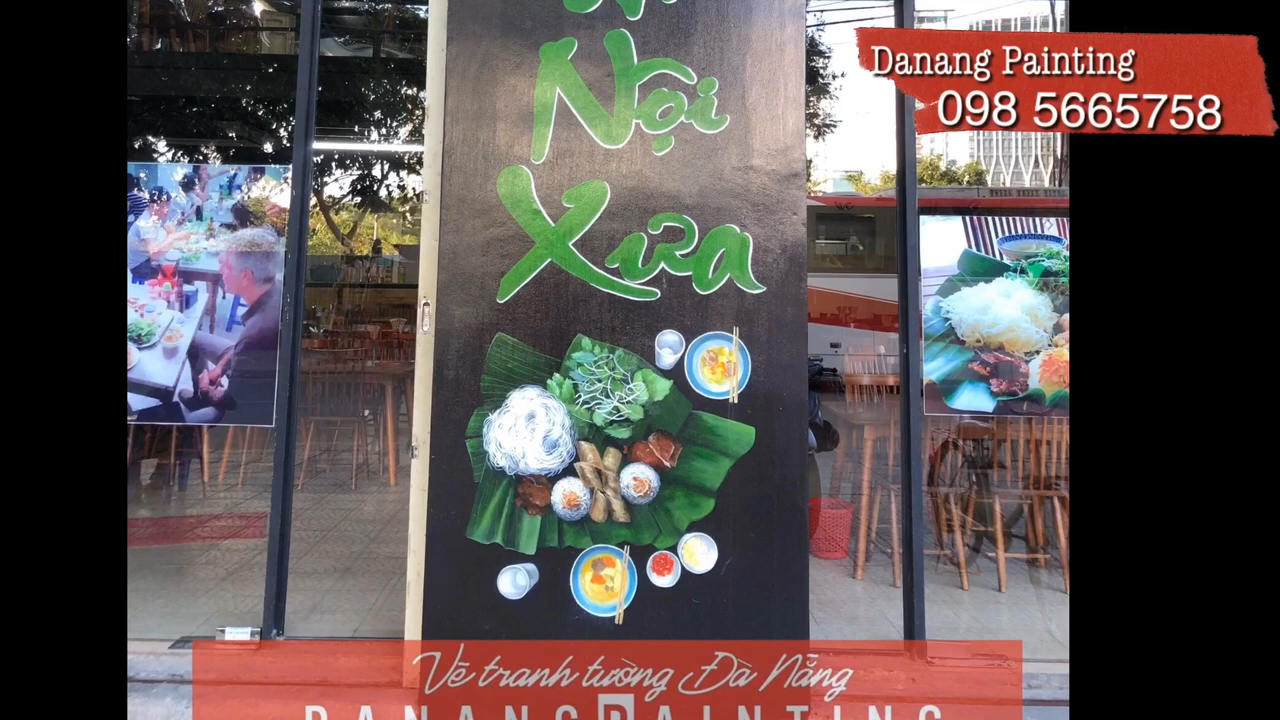 Danang Painting
098 5665758
Nội
Xưa
Vẽ tranh tường Đà Nẵng
DANANGPAINTING